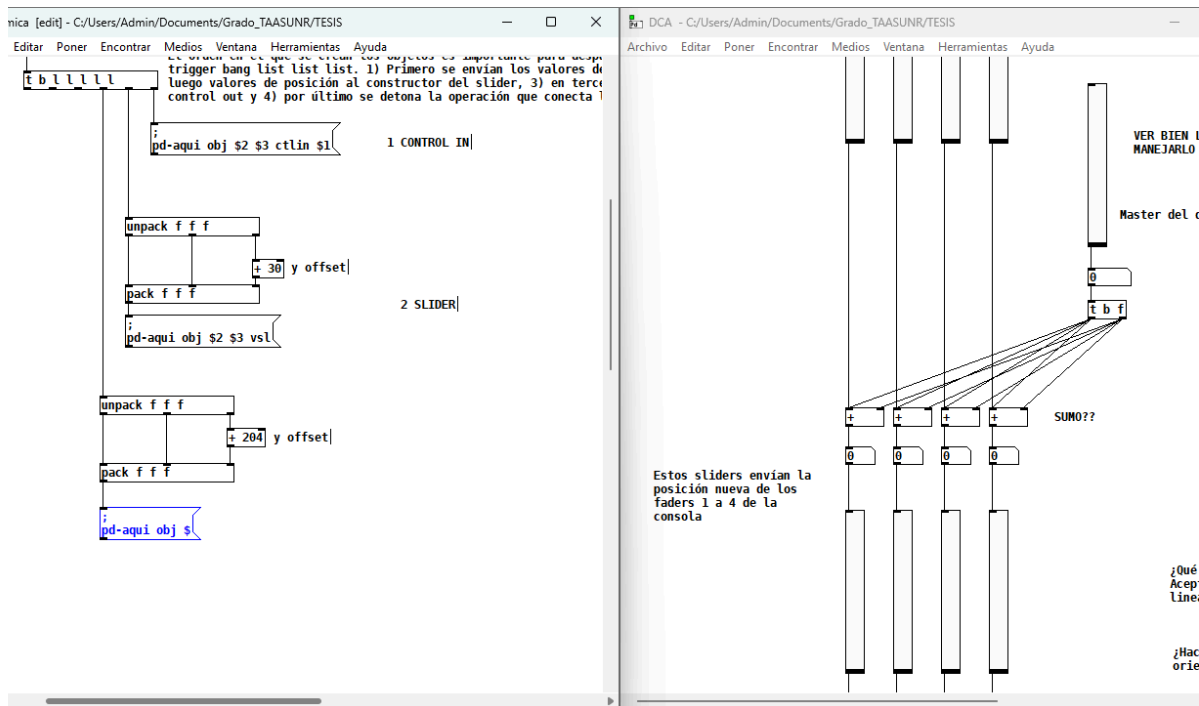 mica [edit] - C:/Users/Admin/Documents/Grado_TAASUNR/TESIS
Editar Poner Encontrar Medios Ventana Herramientas Ayuda
trigger bang list list list. 1) Primero se envían los valores de
luego valores de posición al constructor del slider, 3) en terce
control out y 4) por último se detona la operación que conecta l
t b l l l l l
;
pd-aqui obj $2 $3 ctlin $1
1 CONTROL IN
unpack f f f
+ 30 y offset
pack f f f
2 SLIDER
;
pd-aqui obj $2 $3 vsl
unpack f f f
+ 204 y offset
pack f f f
;
pd-aqui obj $
DCA - C:/Users/Admin/Documents/Grado_TAASUNR/TESIS
Archivo Editar Poner Encontrar Medios Ventana Herramientas Ayuda
VER BIEN L
MANEJARLO
Master del
0
t b f
+ + + +
SUMO??
0 0 0 0
Estos sliders envían la
posición nueva de los
faders 1 a 4 de la
consola
¿Qué
Acep
linea
¿Hac
orie